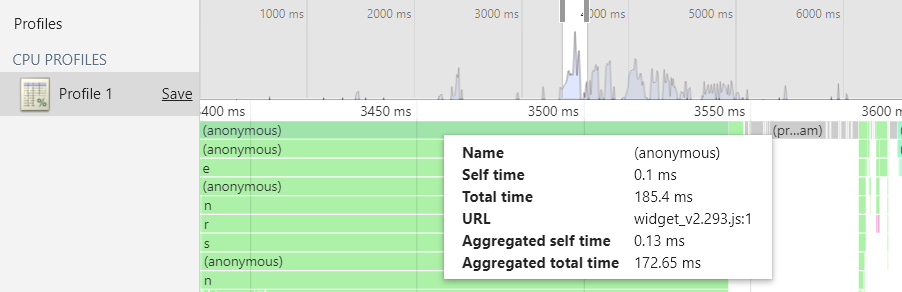 Profiles
CPU PROFILES
Profile 1 Save
1000 ms 2000 ms 3000 ms 4000 ms 5000 ms 6000 ms
400 ms 3450 ms 3500 ms 3550 ms 3600 m
(anonymous) (pr...am)
(anonymous)
e
(anonymous)
n
r
s
(anonymous)
n
Name (anonymous)
Self time 0.1 ms
Total time 185.4 ms
URL widget_v2.293.js:1
Aggregated self time 0.13 ms
Aggregated total time 172.65 ms